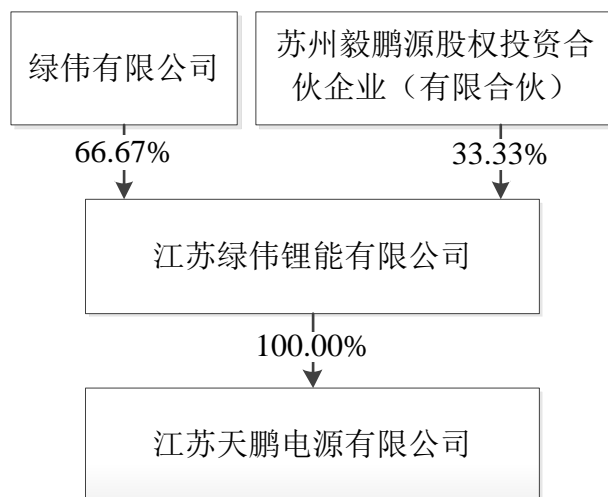 绿伟有限公司
苏州毅鹏源股权投资合
伙企业（有限合伙）
66.67%
33.33%
江苏绿伟锂能有限公司
100.00%
江苏天鹏电源有限公司